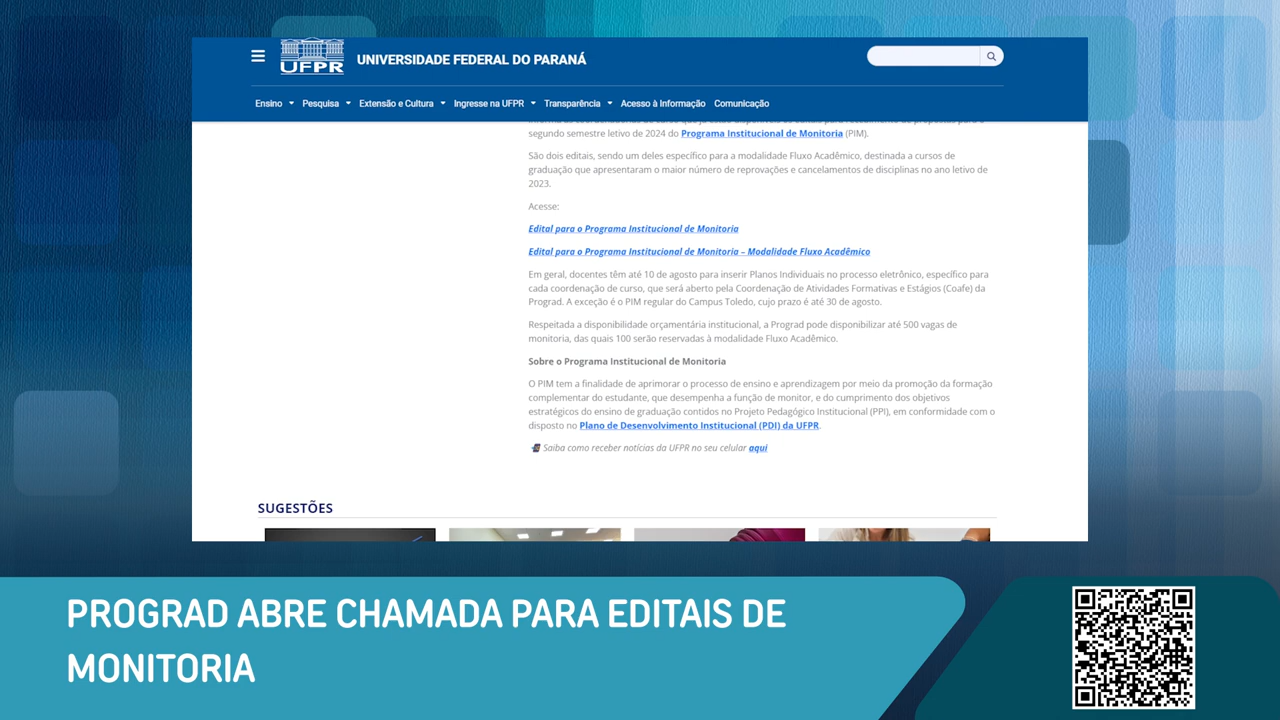 UFPR
UNIVERSIDADE FEDERAL DO PARANÁ
Ensino Pesquisa Extensão e Cultura Ingresse na UFPR Transparência Acesso à Informação Comunicação
segundo semestre letivo de 2024 do Programa Institucional de Monitoria (PIM).
São dois editais, sendo um deles específico para a modalidade Fluxo Acadêmico, destinada a cursos de
graduação que apresentaram o maior número de reprovações e cancelamentos de disciplinas no ano letivo de
2023.
Acesse:
Edital para o Programa Institucional de Monitoria
Edital para o Programa Institucional de Monitoria – Modalidade Fluxo Acadêmico
Em geral, docentes têm até 10 de agosto para inserir Planos Individuais no processo eletrônico, específico para
cada coordenação de curso, que será aberto pela Coordenação de Atividades Formativas e Estágios (Coafe) da
Prograd. A exceção é o PIM regular do Campus Toledo, cujo prazo é até 30 de agosto.
Respeitada a disponibilidade orçamentária institucional, a Prograd pode disponibilizar até 500 vagas de
monitoria, das quais 100 serão reservadas à modalidade Fluxo Acadêmico.
Sobre o Programa Institucional de Monitoria
O PIM tem a finalidade de aprimorar o processo de ensino e aprendizagem por meio da promoção da formação
complementar do estudante, que desempenha a função de monitor, e do cumprimento dos objetivos
estratégicos do ensino de graduação contidos no Projeto Pedagógico Institucional (PPI), em conformidade com o
disposto no Plano de Desenvolvimento Institucional (PDI) da UFPR.
Saiba como receber notícias da UFPR no seu celular aqui
SUGESTÕES
PROGRAD ABRE CHAMADA PARA EDITAIS DE
MONITORIA